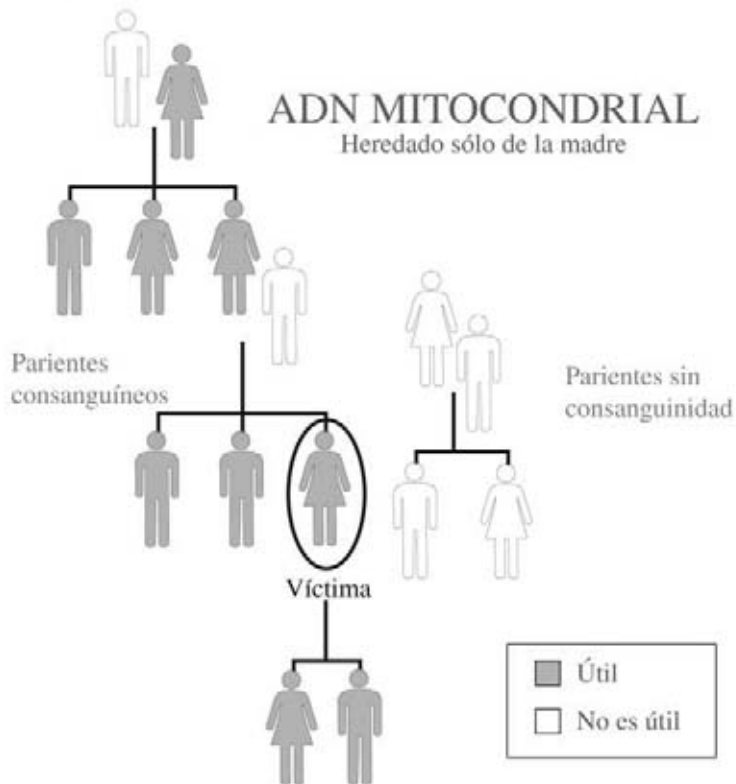 ADN MITOCONDRIAL
Heredado sólo de la madre
Parientes
consanguíneos
Parientes sin
consanguinidad
Víctima
Útil
No es útil